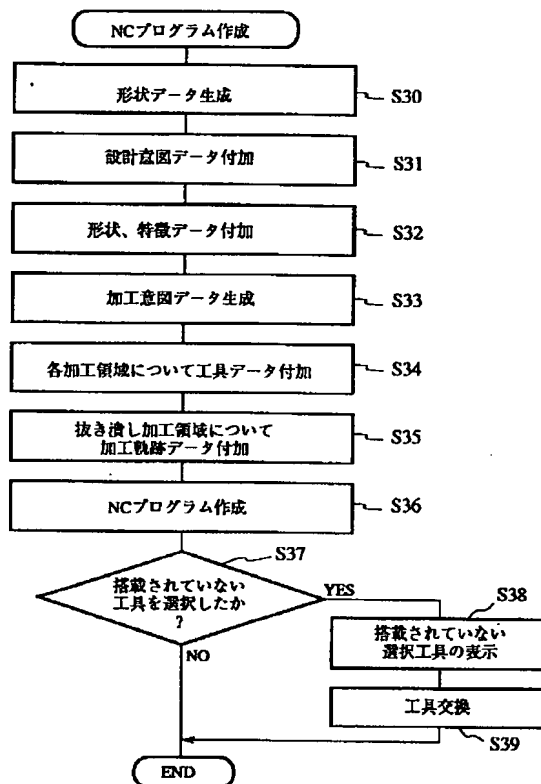 NCプログラム作成
形状データ生成
S30
設計意図データ付加
S31
形状、特徴データ付加
S32
加工意図データ生成
S33
各加工領域について工具データ付加
S34
抜き潰し加工領域について
加工軌跡データ付加
S35
NCプログラム作成
S36
S37
搭載されていない
工具を選択したか
?
YES
NO
S38
搭載されていない
選択工具の表示
工具交換
S39
END